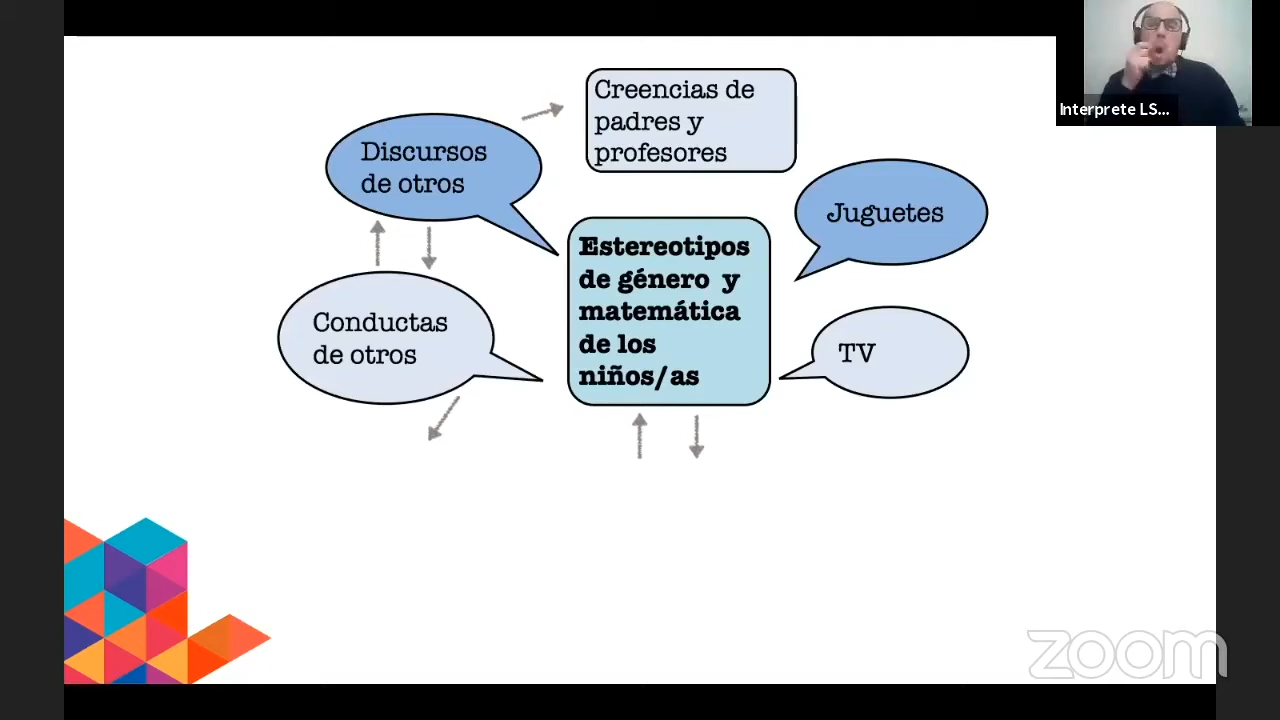 Creencias de
padres y
profesores
Discursos
de otros
Juguetes
Estereotipos
de género y
matemática
de los
niños/as
Conductas
de otros
TV
Interprete LS...
zoom